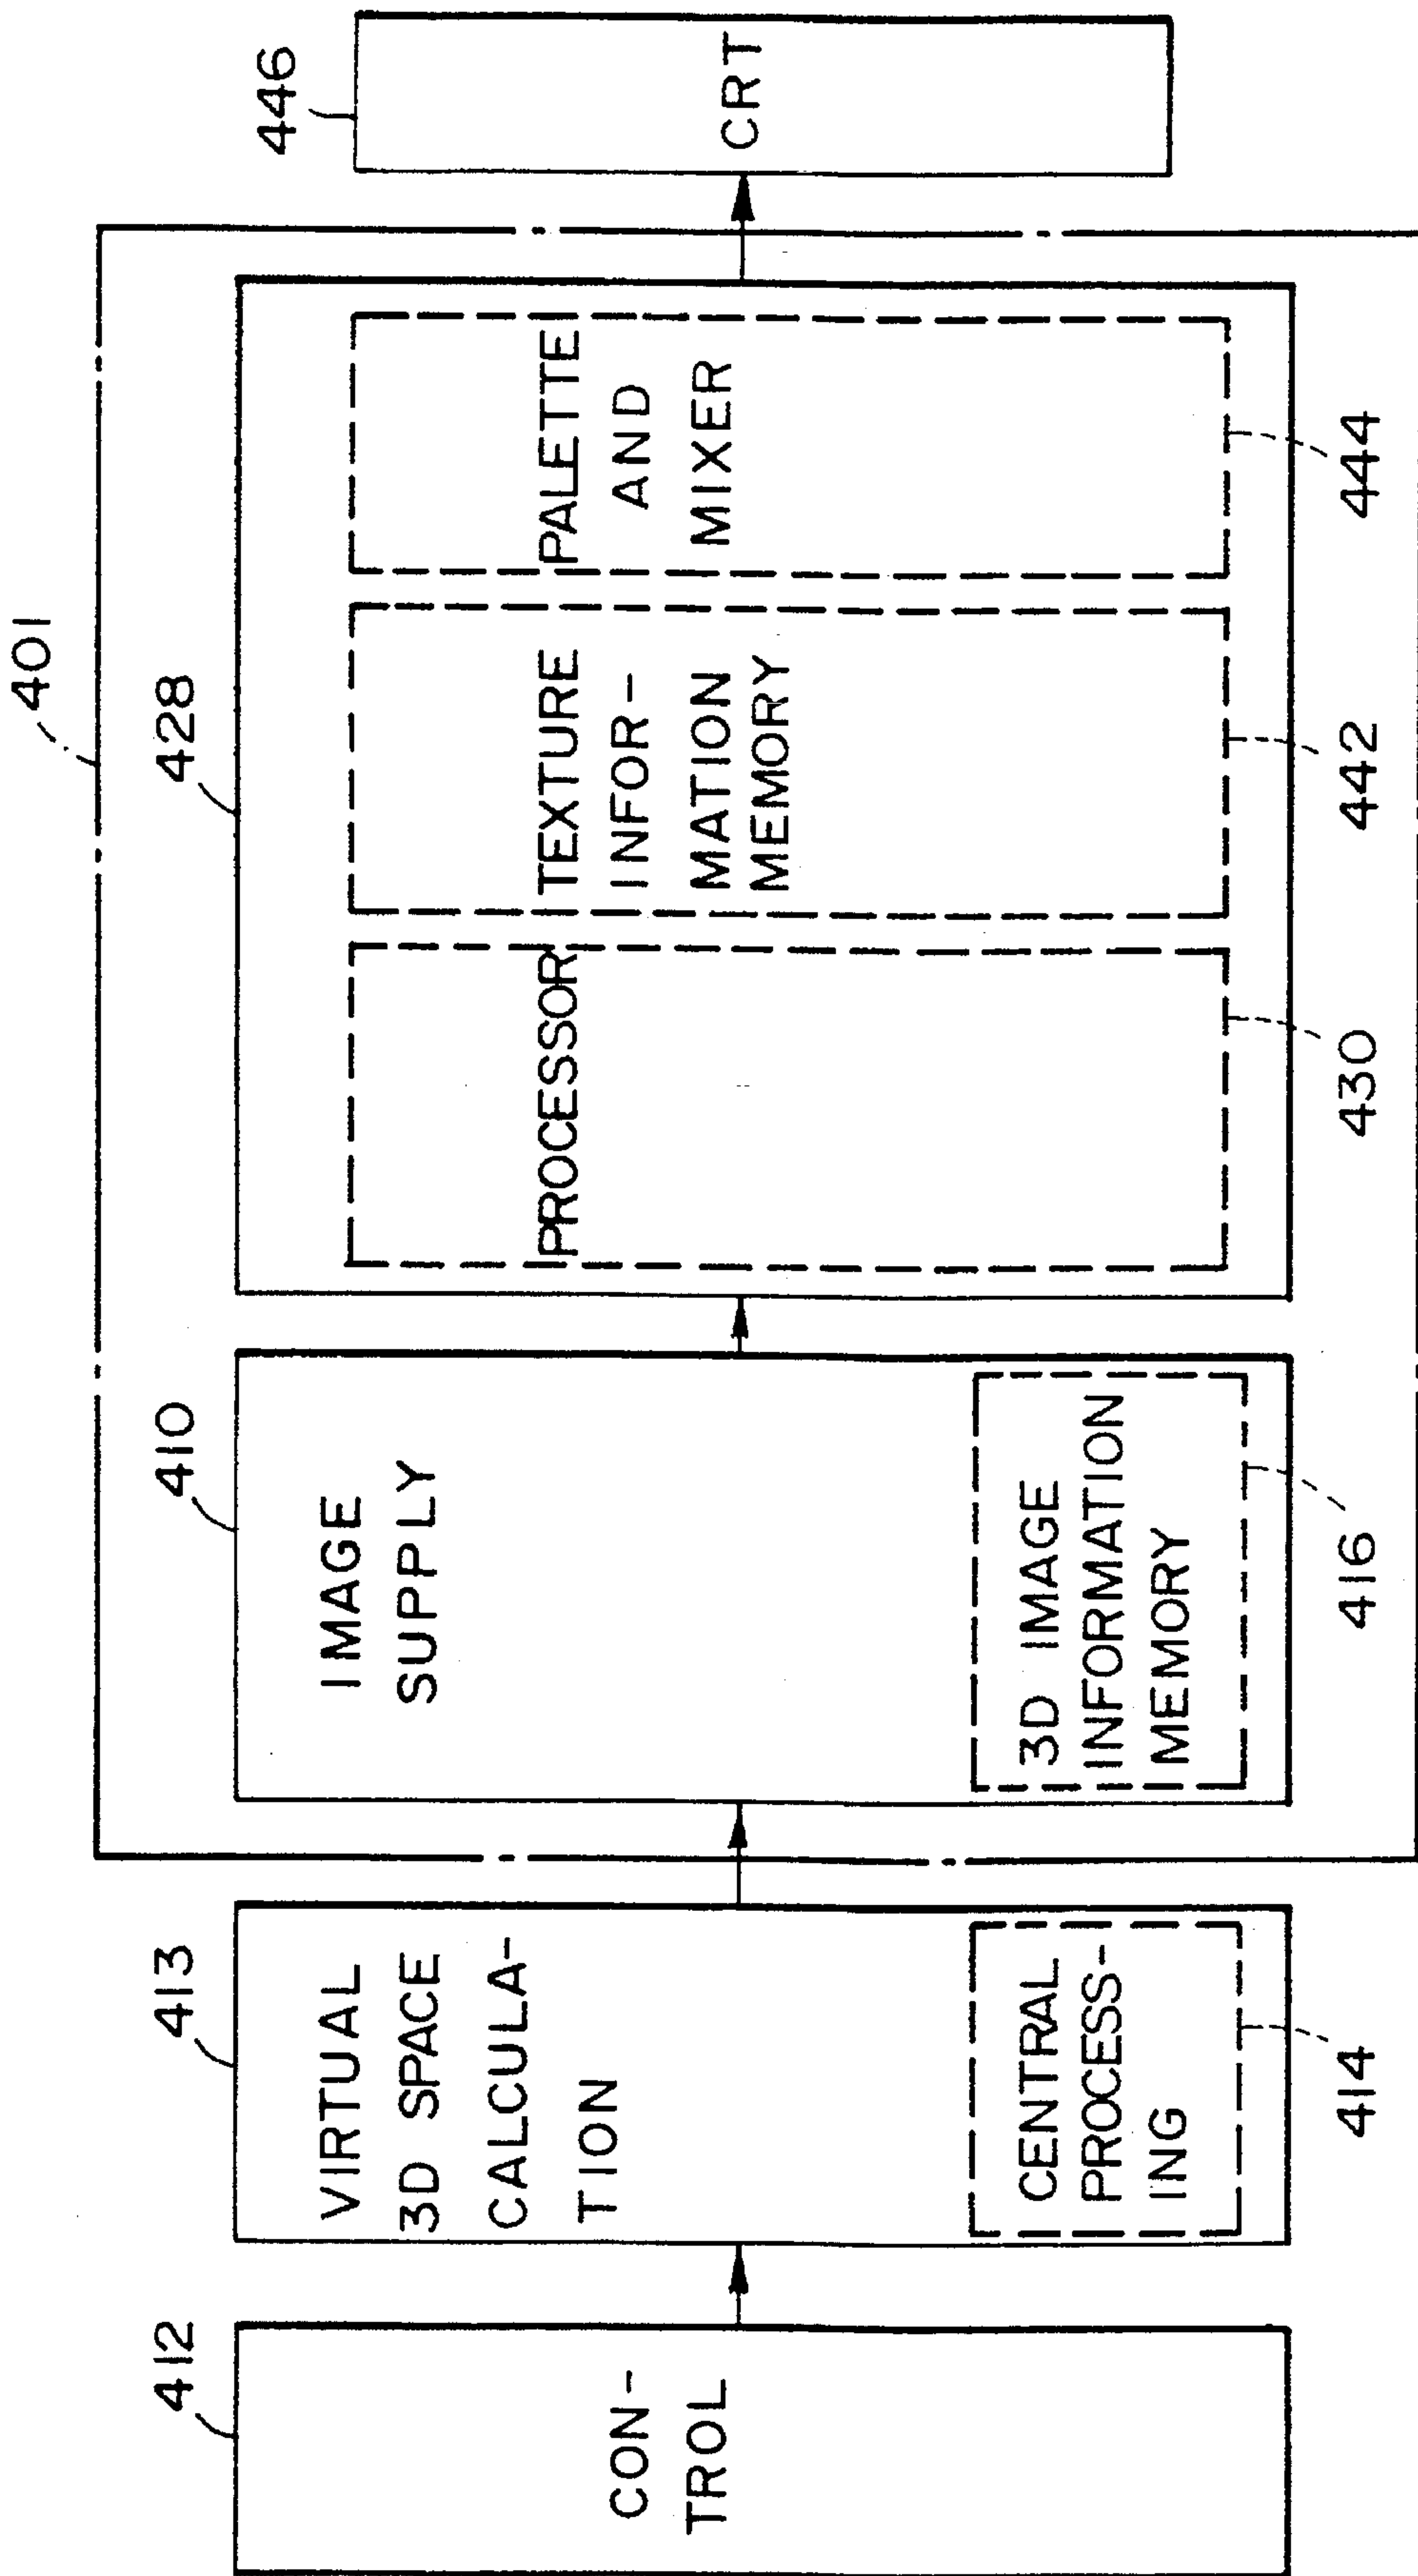 401
412
CON-
TROL
413
VIRTUAL
3D SPACE
CALCULA-
TION
CENTRAL
PROCESS-
ING
414
410
IMAGE
SUPPLY
3D IMAGE
INFORMATION
MEMORY
416
428
PROCESSOR
430
TEXTURE
INFOR-
MATION
MEMORY
442
PALETTE
AND
MIXER
444
446
CRT